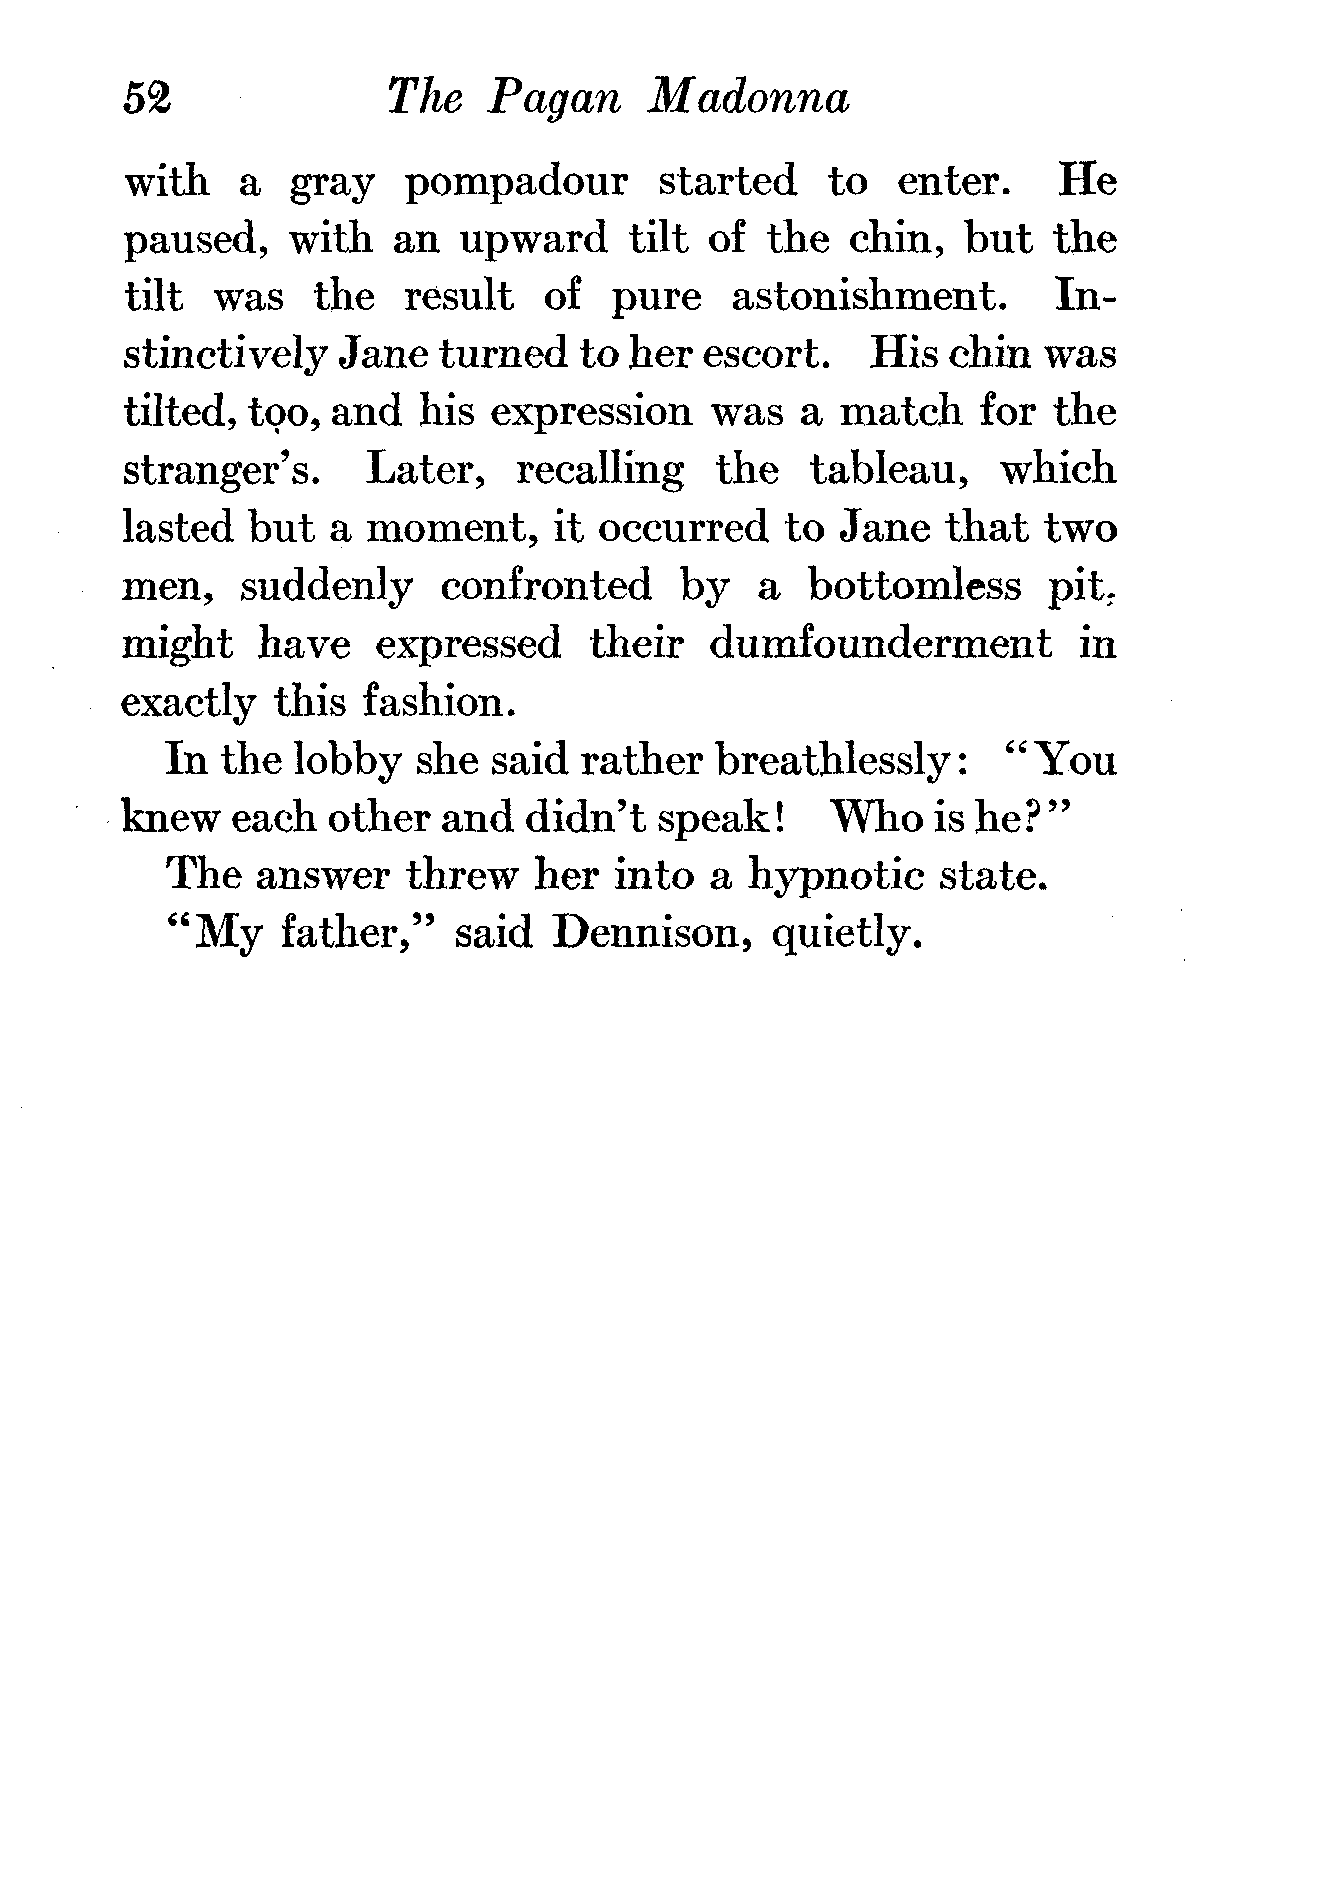 52 The Pagan Madonna
with a gray pompadour started to enter. He
paused, with an upward tilt of the chin, but the
tilt was the result of pure astonishment. In-
stinctively Jane turned to her escort. His chin was
tilted, too, and his expression was a match for the
stranger's. Later, recalling the tableau, which
lasted but a moment, it occurred to Jane that two
men, suddenly confronted by a bottomless pit,
might have expressed their dumfounderment in
exactly this fashion.
In the lobby she said rather breathlessly: "You
knew each other and didn't speak! Who is he?"
The answer threw her into a hypnotic state.
"My father," said Dennison, quietly.